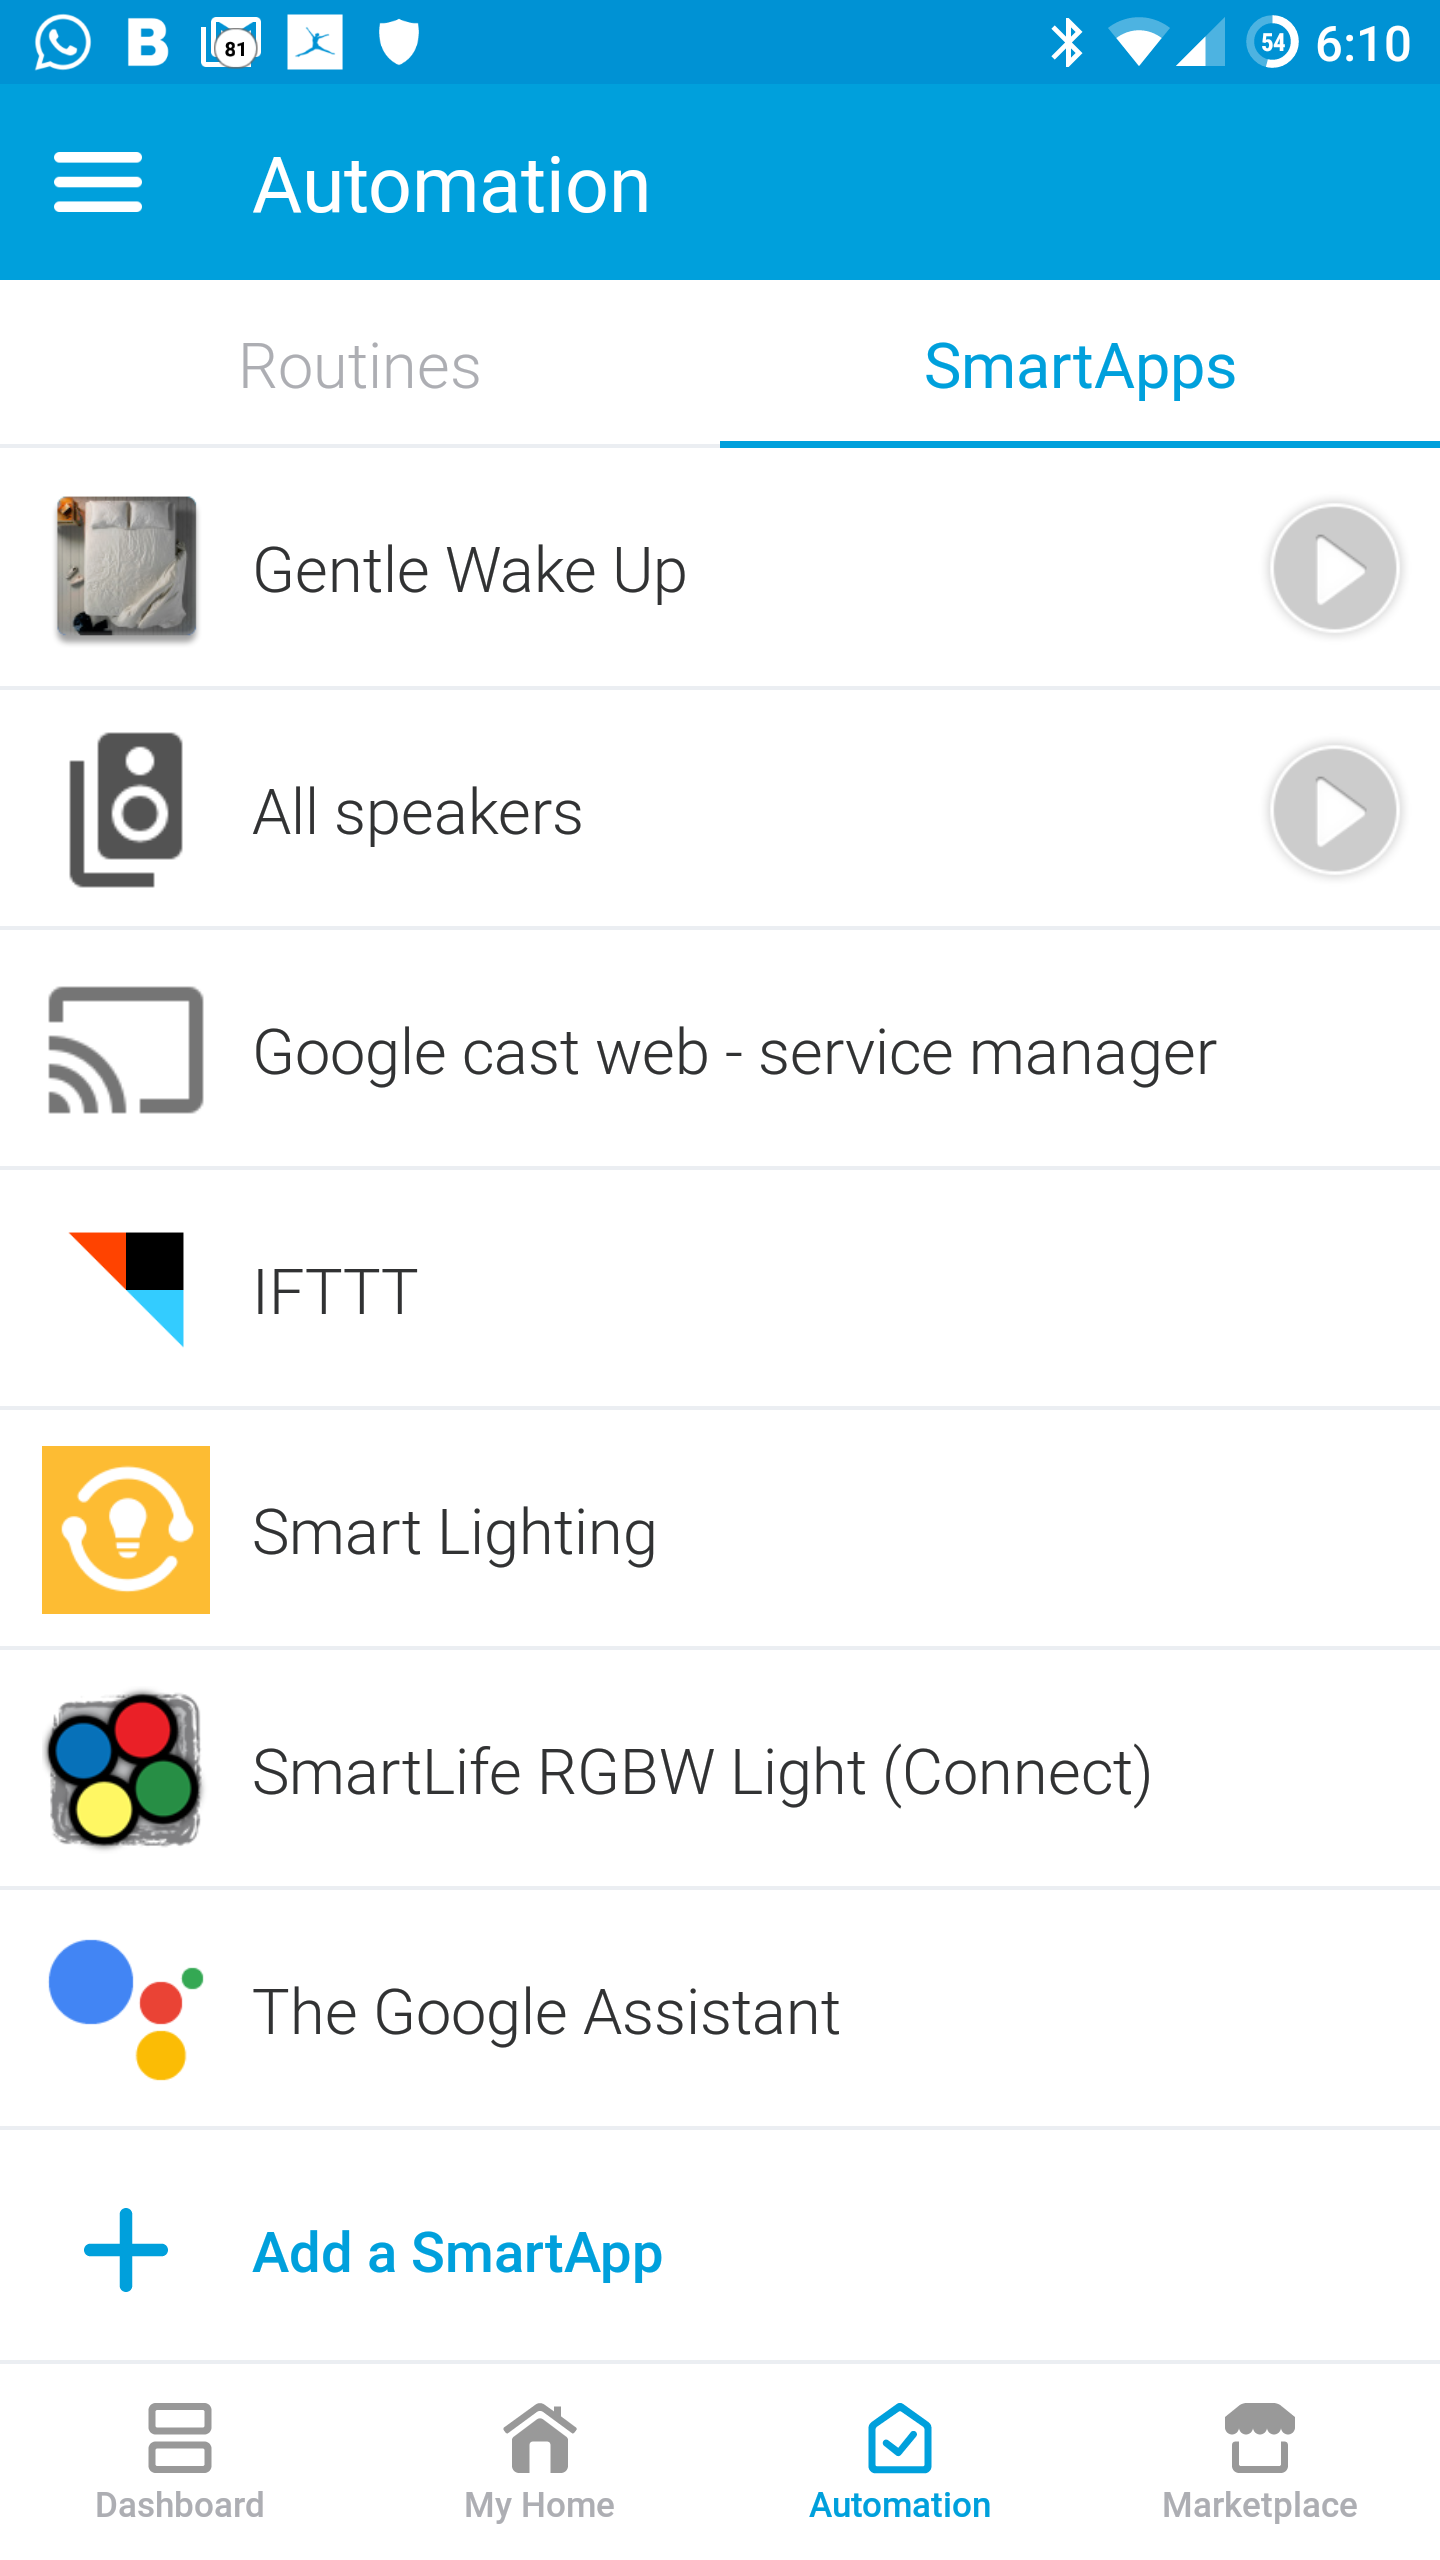 B 81 54 6:10
Automation
Routines SmartApps
Gentle Wake Up
All speakers
Google cast web - service manager
IFTTT
Smart Lighting
SmartLife RGBW Light (Connect)
The Google Assistant
Add a SmartApp
Dashboard My Home Automation Marketplace